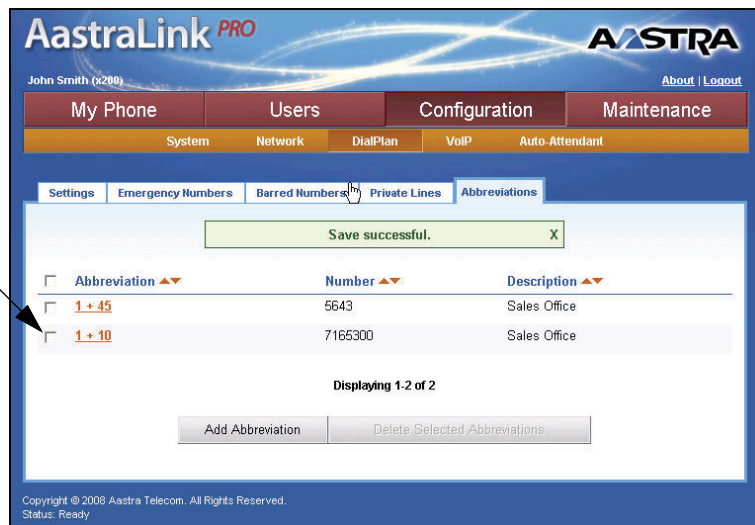 AastraLink PRO
AASTRA
John Smith (x200)
About | Logout
My Phone Users Configuration Maintenance
System Network DialPlan VoIP Auto-Attendant
Settings Emergency Numbers Barred Numbers Private Lines Abbreviations
Save successful. X
Abbreviation Number Description
1 + 45 5643 Sales Office
1 + 10 7165300 Sales Office
Displaying 1-2 of 2
Add Abbreviation Delete Selected Abbreviations
Copyright © 2008 Aastra Telecom. All Rights Reserved.
Status: Ready